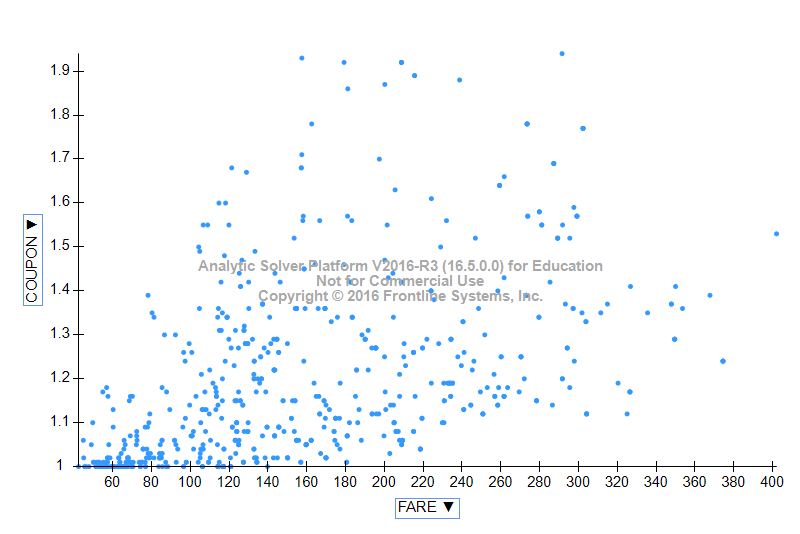 1.9
1.8
1.7
1.6
1.5
1.4
1.3
1.2
1.1
1
COUPON ▼
Analytic Solver Platform V2016-R3 (16.5.0.0) for Education
Not for Commercial Use
Copyright © 2016 Frontline Systems, Inc.
60 80 100 120 140 160 180 200 220 240 260 280 300 320 340 360 380 400
FARE ▼